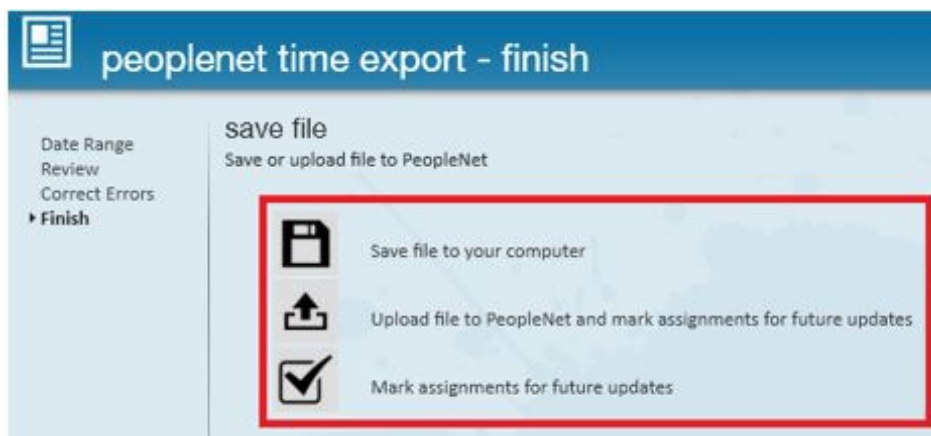 peoplenet time export - finish
Date Range
Review
Correct Errors
Finish
save file
Save or upload file to PeopleNet
Save file to your computer
Upload file to PeopleNet and mark assignments for future updates
Mark assignments for future updates